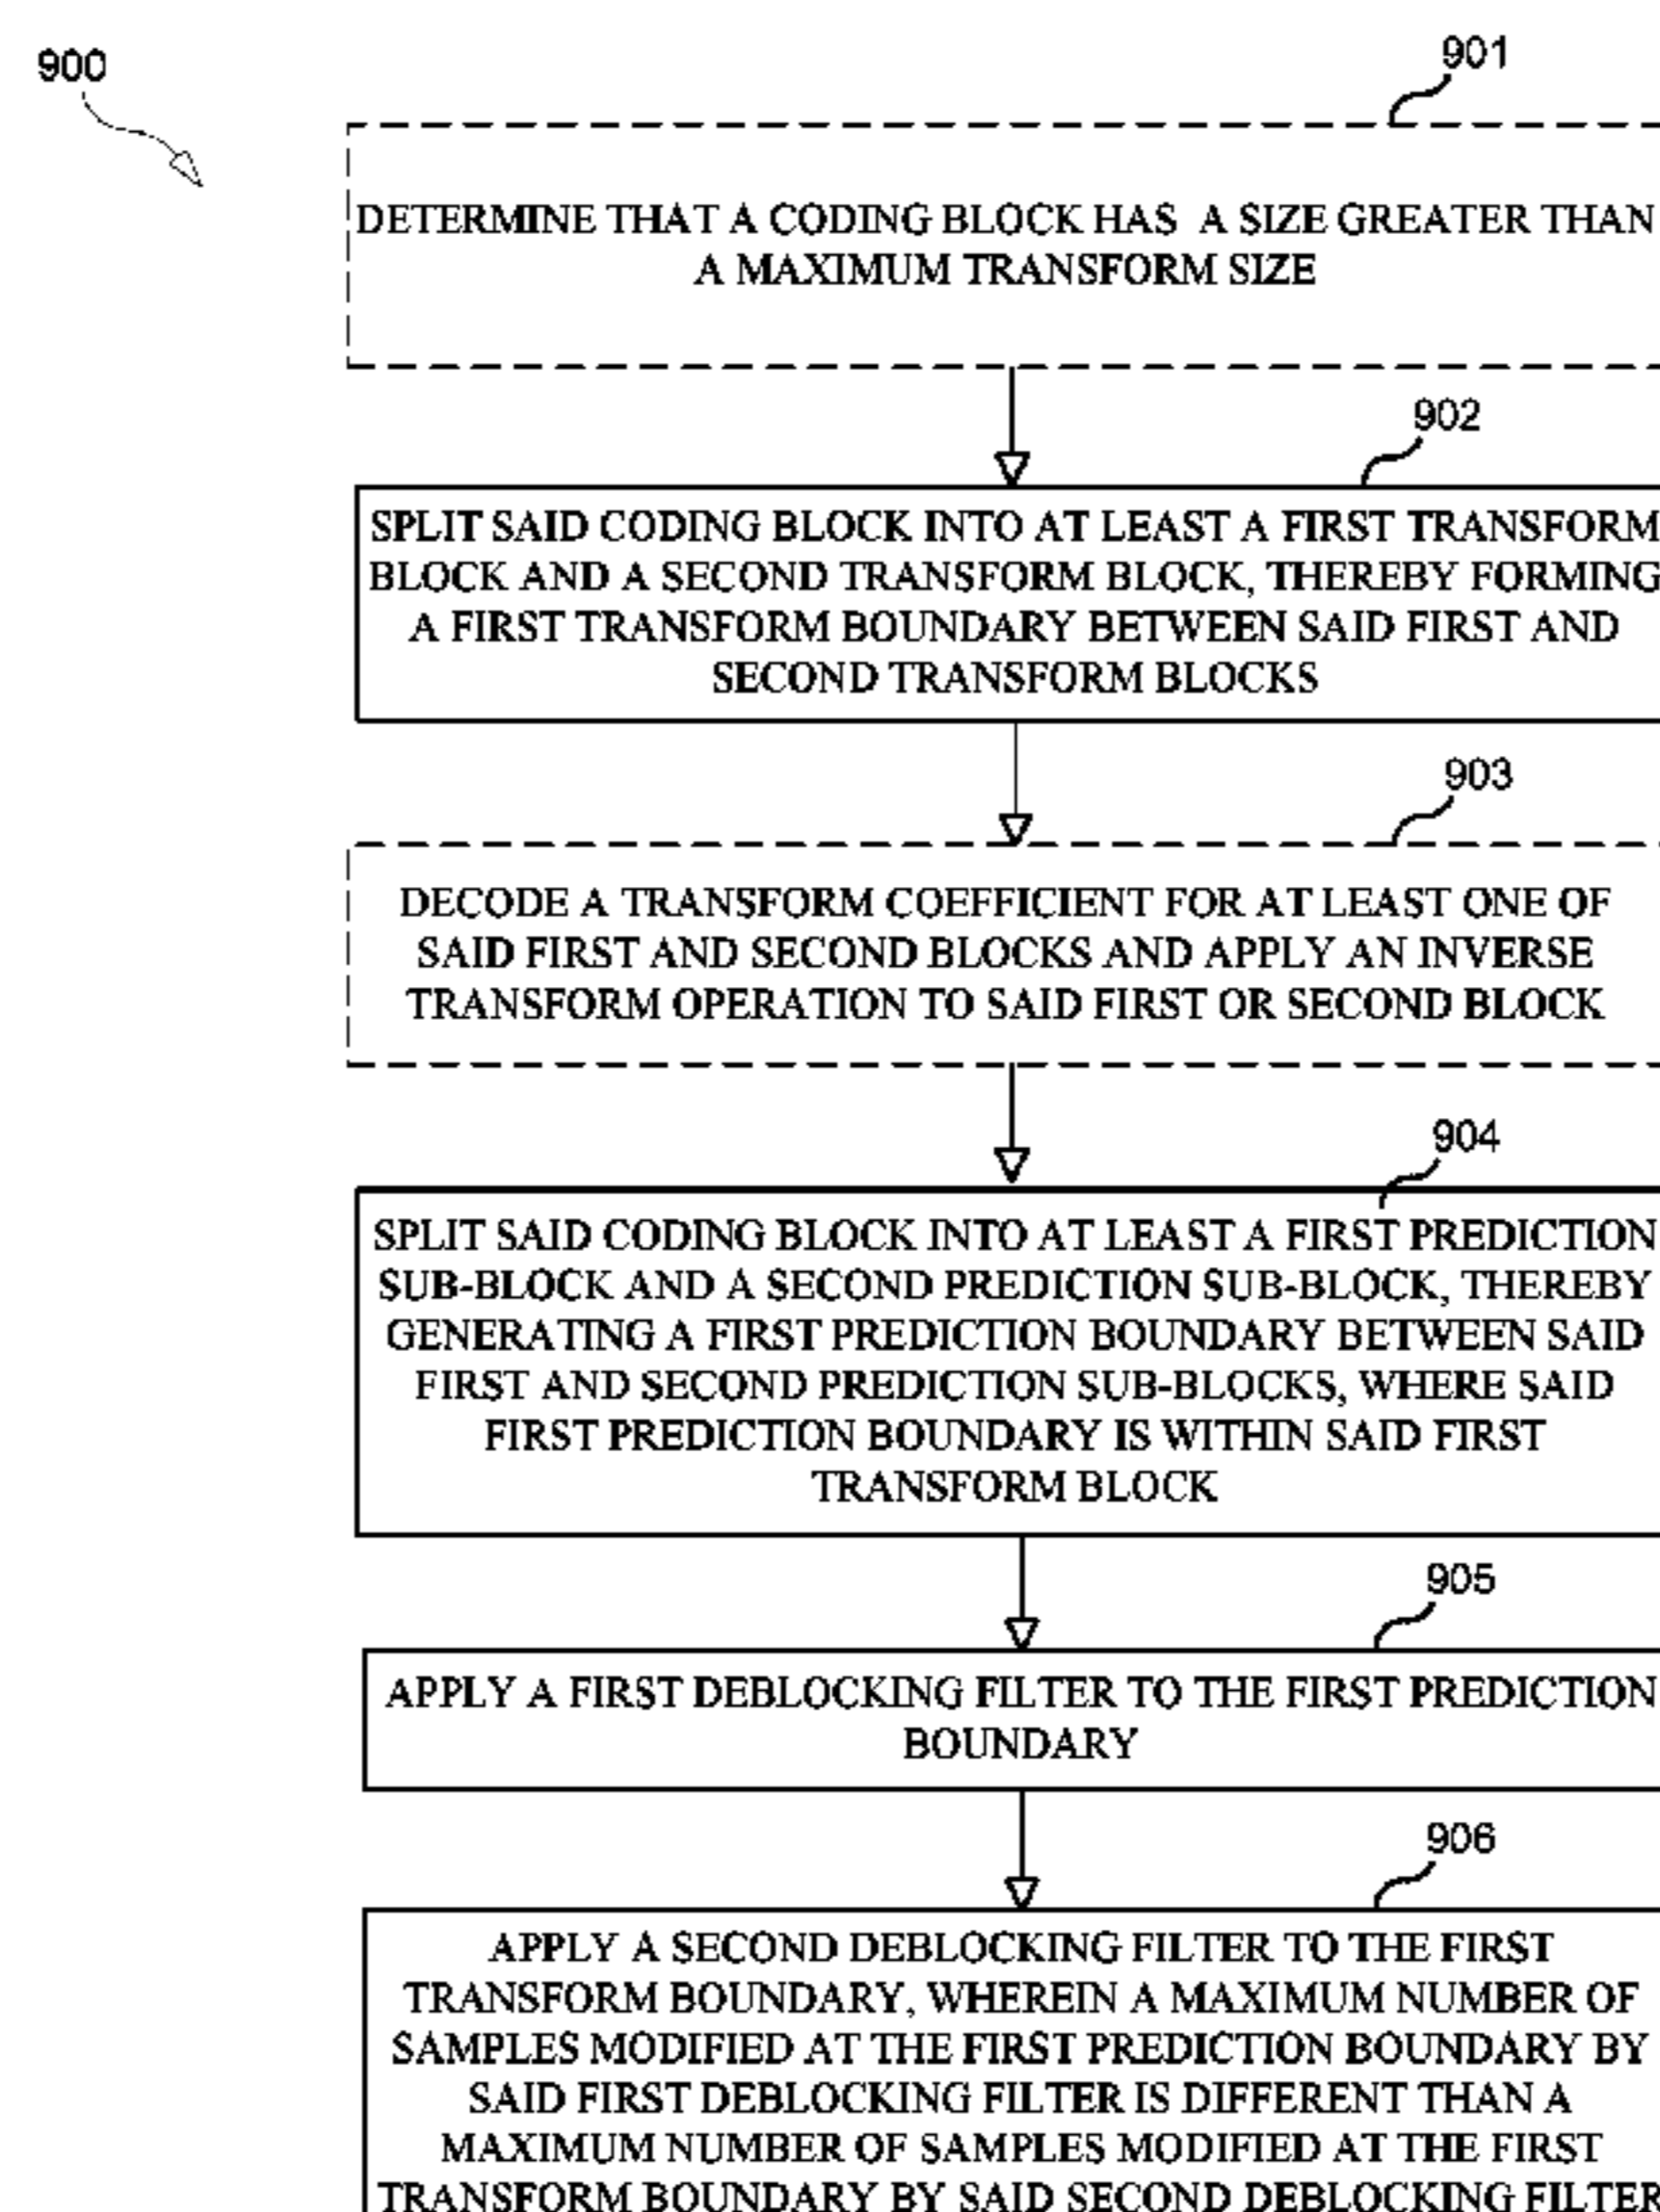 900
901
DETERMINE THAT A CODING BLOCK HAS A SIZE GREATER THAN
A MAXIMUM TRANSFORM SIZE
902
SPLIT SAID CODING BLOCK INTO AT LEAST A FIRST TRANSFORM
BLOCK AND A SECOND TRANSFORM BLOCK, THEREBY FORMING
A FIRST TRANSFORM BOUNDARY BETWEEN SAID FIRST AND
SECOND TRANSFORM BLOCKS
903
DECODE A TRANSFORM COEFFICIENT FOR AT LEAST ONE OF
SAID FIRST AND SECOND BLOCKS AND APPLY AN INVERSE
TRANSFORM OPERATION TO SAID FIRST OR SECOND BLOCK
904
SPLIT SAID CODING BLOCK INTO AT LEAST A FIRST PREDICTION
SUB-BLOCK AND A SECOND PREDICTION SUB-BLOCK, THEREBY
GENERATING A FIRST PREDICTION BOUNDARY BETWEEN SAID
FIRST AND SECOND PREDICTION SUB-BLOCKS, WHERE SAID
FIRST PREDICTION BOUNDARY IS WITHIN SAID FIRST
TRANSFORM BLOCK
905
APPLY A FIRST DEBLOCKING FILTER TO THE FIRST PREDICTION
BOUNDARY
906
APPLY A SECOND DEBLOCKING FILTER TO THE FIRST
TRANSFORM BOUNDARY, WHEREIN A MAXIMUM NUMBER OF
SAMPLES MODIFIED AT THE FIRST PREDICTION BOUNDARY BY
SAID FIRST DEBLOCKING FILTER IS DIFFERENT THAN A
MAXIMUM NUMBER OF SAMPLES MODIFIED AT THE FIRST
TRANSFORM BOUNDARY BY SAID SECOND DEBLOCKING FILTER